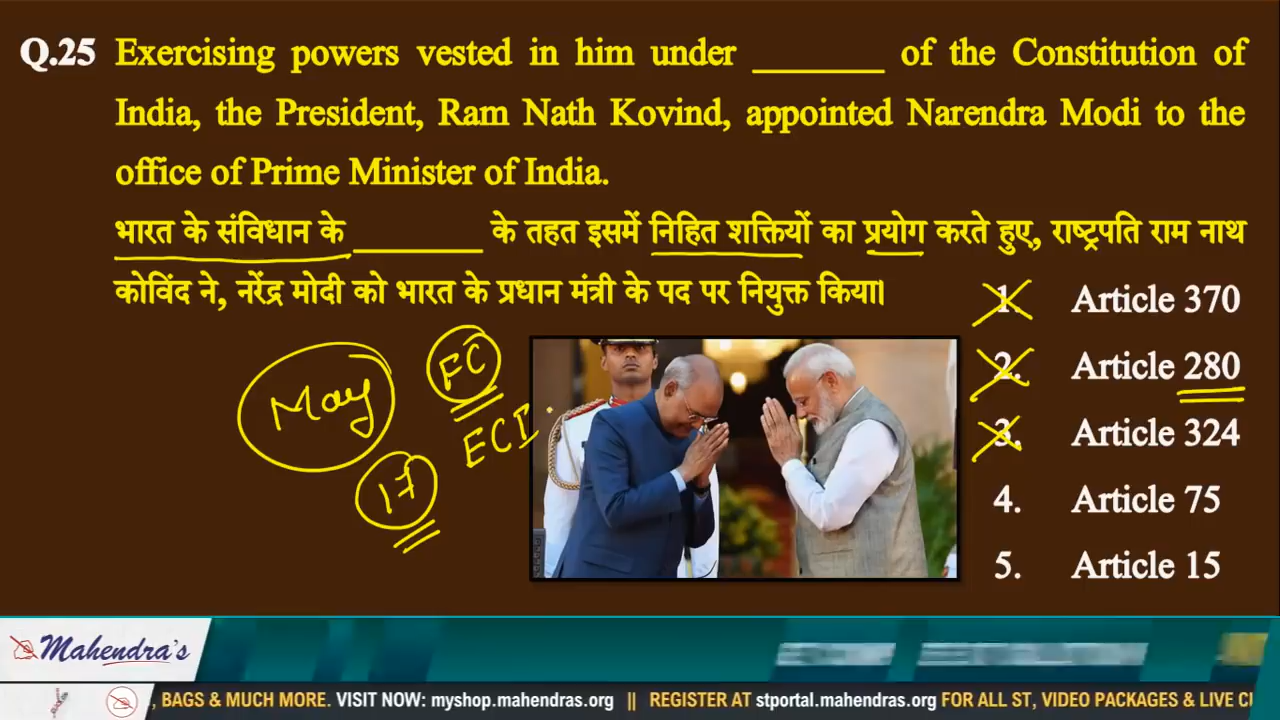 Q.25 Exercising powers vested in him under _______ of the Constitution of
India, the President, Ram Nath Kovind, appointed Narendra Modi to the
office of Prime Minister of India.
भारत के संविधान के _______ के तहत इसमें निहित शक्तियों का प्रयोग करते हुए, राष्ट्रपति राम नाथ
कोविंद ने, नरेंद्र मोदी को भारत के प्रधान मंत्री के पद पर नियुक्त किया।
1. Article 370
2. Article 280
3. Article 324
4. Article 75
5. Article 15
May
FC
ECI
17
Mahendra's
, BAGS & MUCH MORE. VISIT NOW: myshop.mahendras.org || REGISTER AT stportal.mahendras.org FOR ALL ST, VIDEO PACKAGES & LIVE